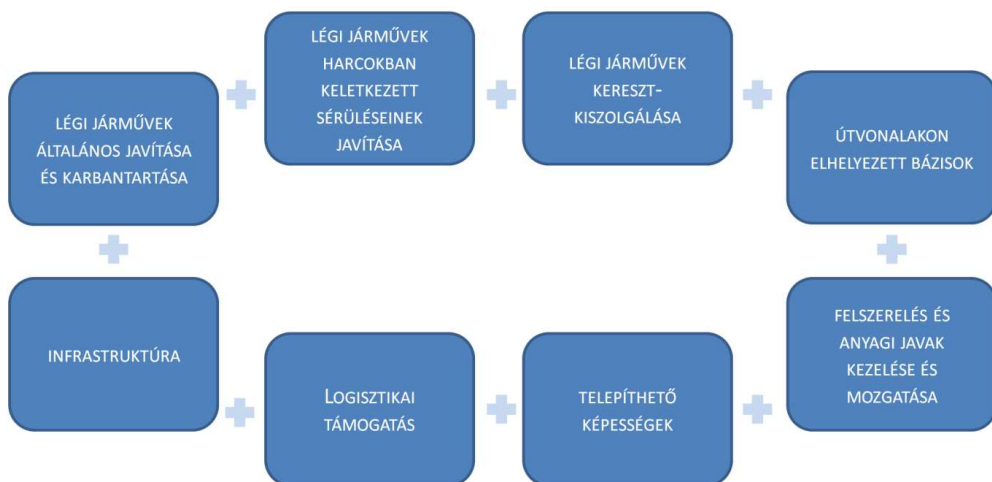 LÉGI JÁRMŰVEK
ÁLTALÁNOS JAVÍTÁSA
ÉS KARBANTARTÁSA
LÉGI JÁRMŰVEK
HARCOKBAN
KELETKEZETT
SÉRÜLÉSEINEK
JAVÍTÁSA
LÉGI JÁRMŰVEK
KERESZT-
KISZOLGÁLÁSA
ÚTVONALAKON
ELHELYEZETT BÁZISOK
INFRASTRUKTÚRA
LOGISZTIKAI
TÁMOGATÁS
TELEPÍTHETŐ
KÉPESSÉGEK
FELSZERELÉS ÉS
ANYAGI JAVAK
KEZELÉSE ÉS
MOZGATÁSA